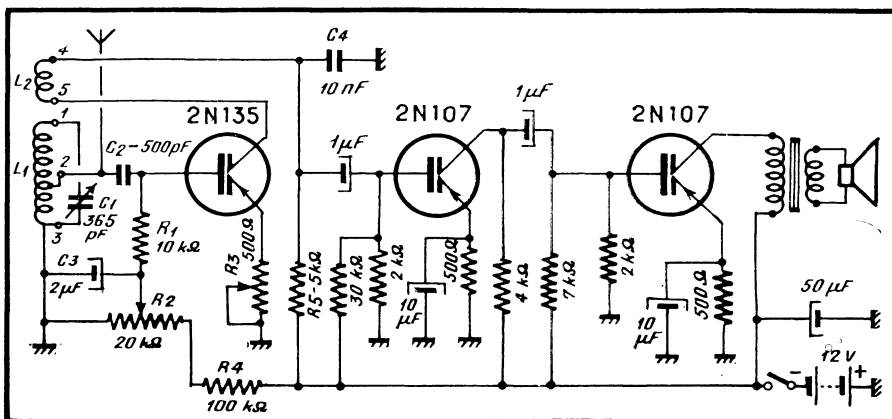 C4
10 nF
4
L2
5
1
L1
2
C1
365
pF
3
C2-500pF
2N135
R1
10 kΩ
C3
2µF
R2
20 kΩ
R3
500Ω
R4
100 kΩ
R5-5kΩ
1µF
2N107
30 kΩ
2 kΩ
10
µF
500Ω
1µF
4 kΩ
7 kΩ
2N107
2 kΩ
10
µF
500Ω
50 µF
12 V
- +